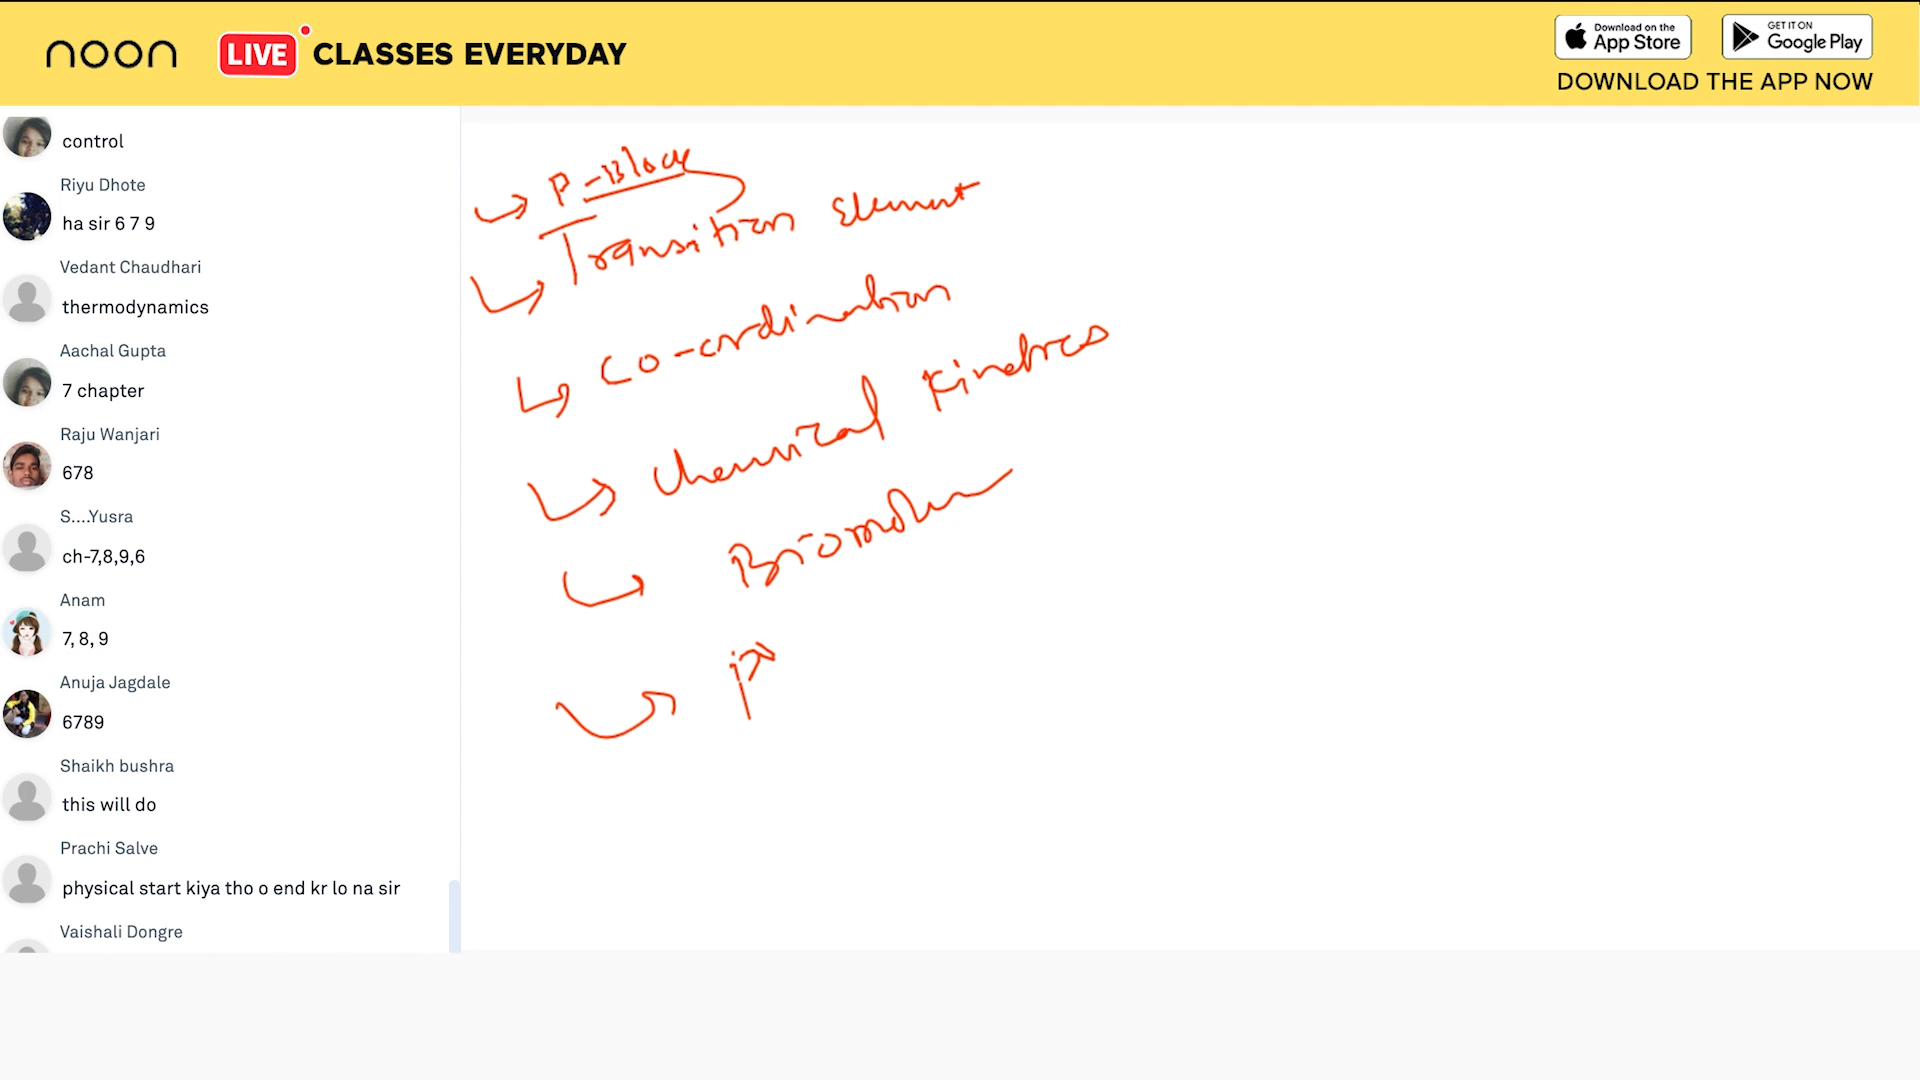 noon LIVE CLASSES EVERYDAY
Download on the App Store
GET IT ON Google Play
DOWNLOAD THE APP NOW
control
Riyu Dhote
ha sir 6 7 9
Vedant Chaudhari
thermodynamics
Aachal Gupta
7 chapter
Raju Wanjari
678
S....Yusra
ch-7,8,9,6
Anam
7, 8, 9
Anuja Jagdale
6789
Shaikh bushra
this will do
Prachi Salve
physical start kiya tho o end kr lo na sir
Vaishali Dongre
P-Block
Transition Element
Co-ordination
Chemical Kinetics